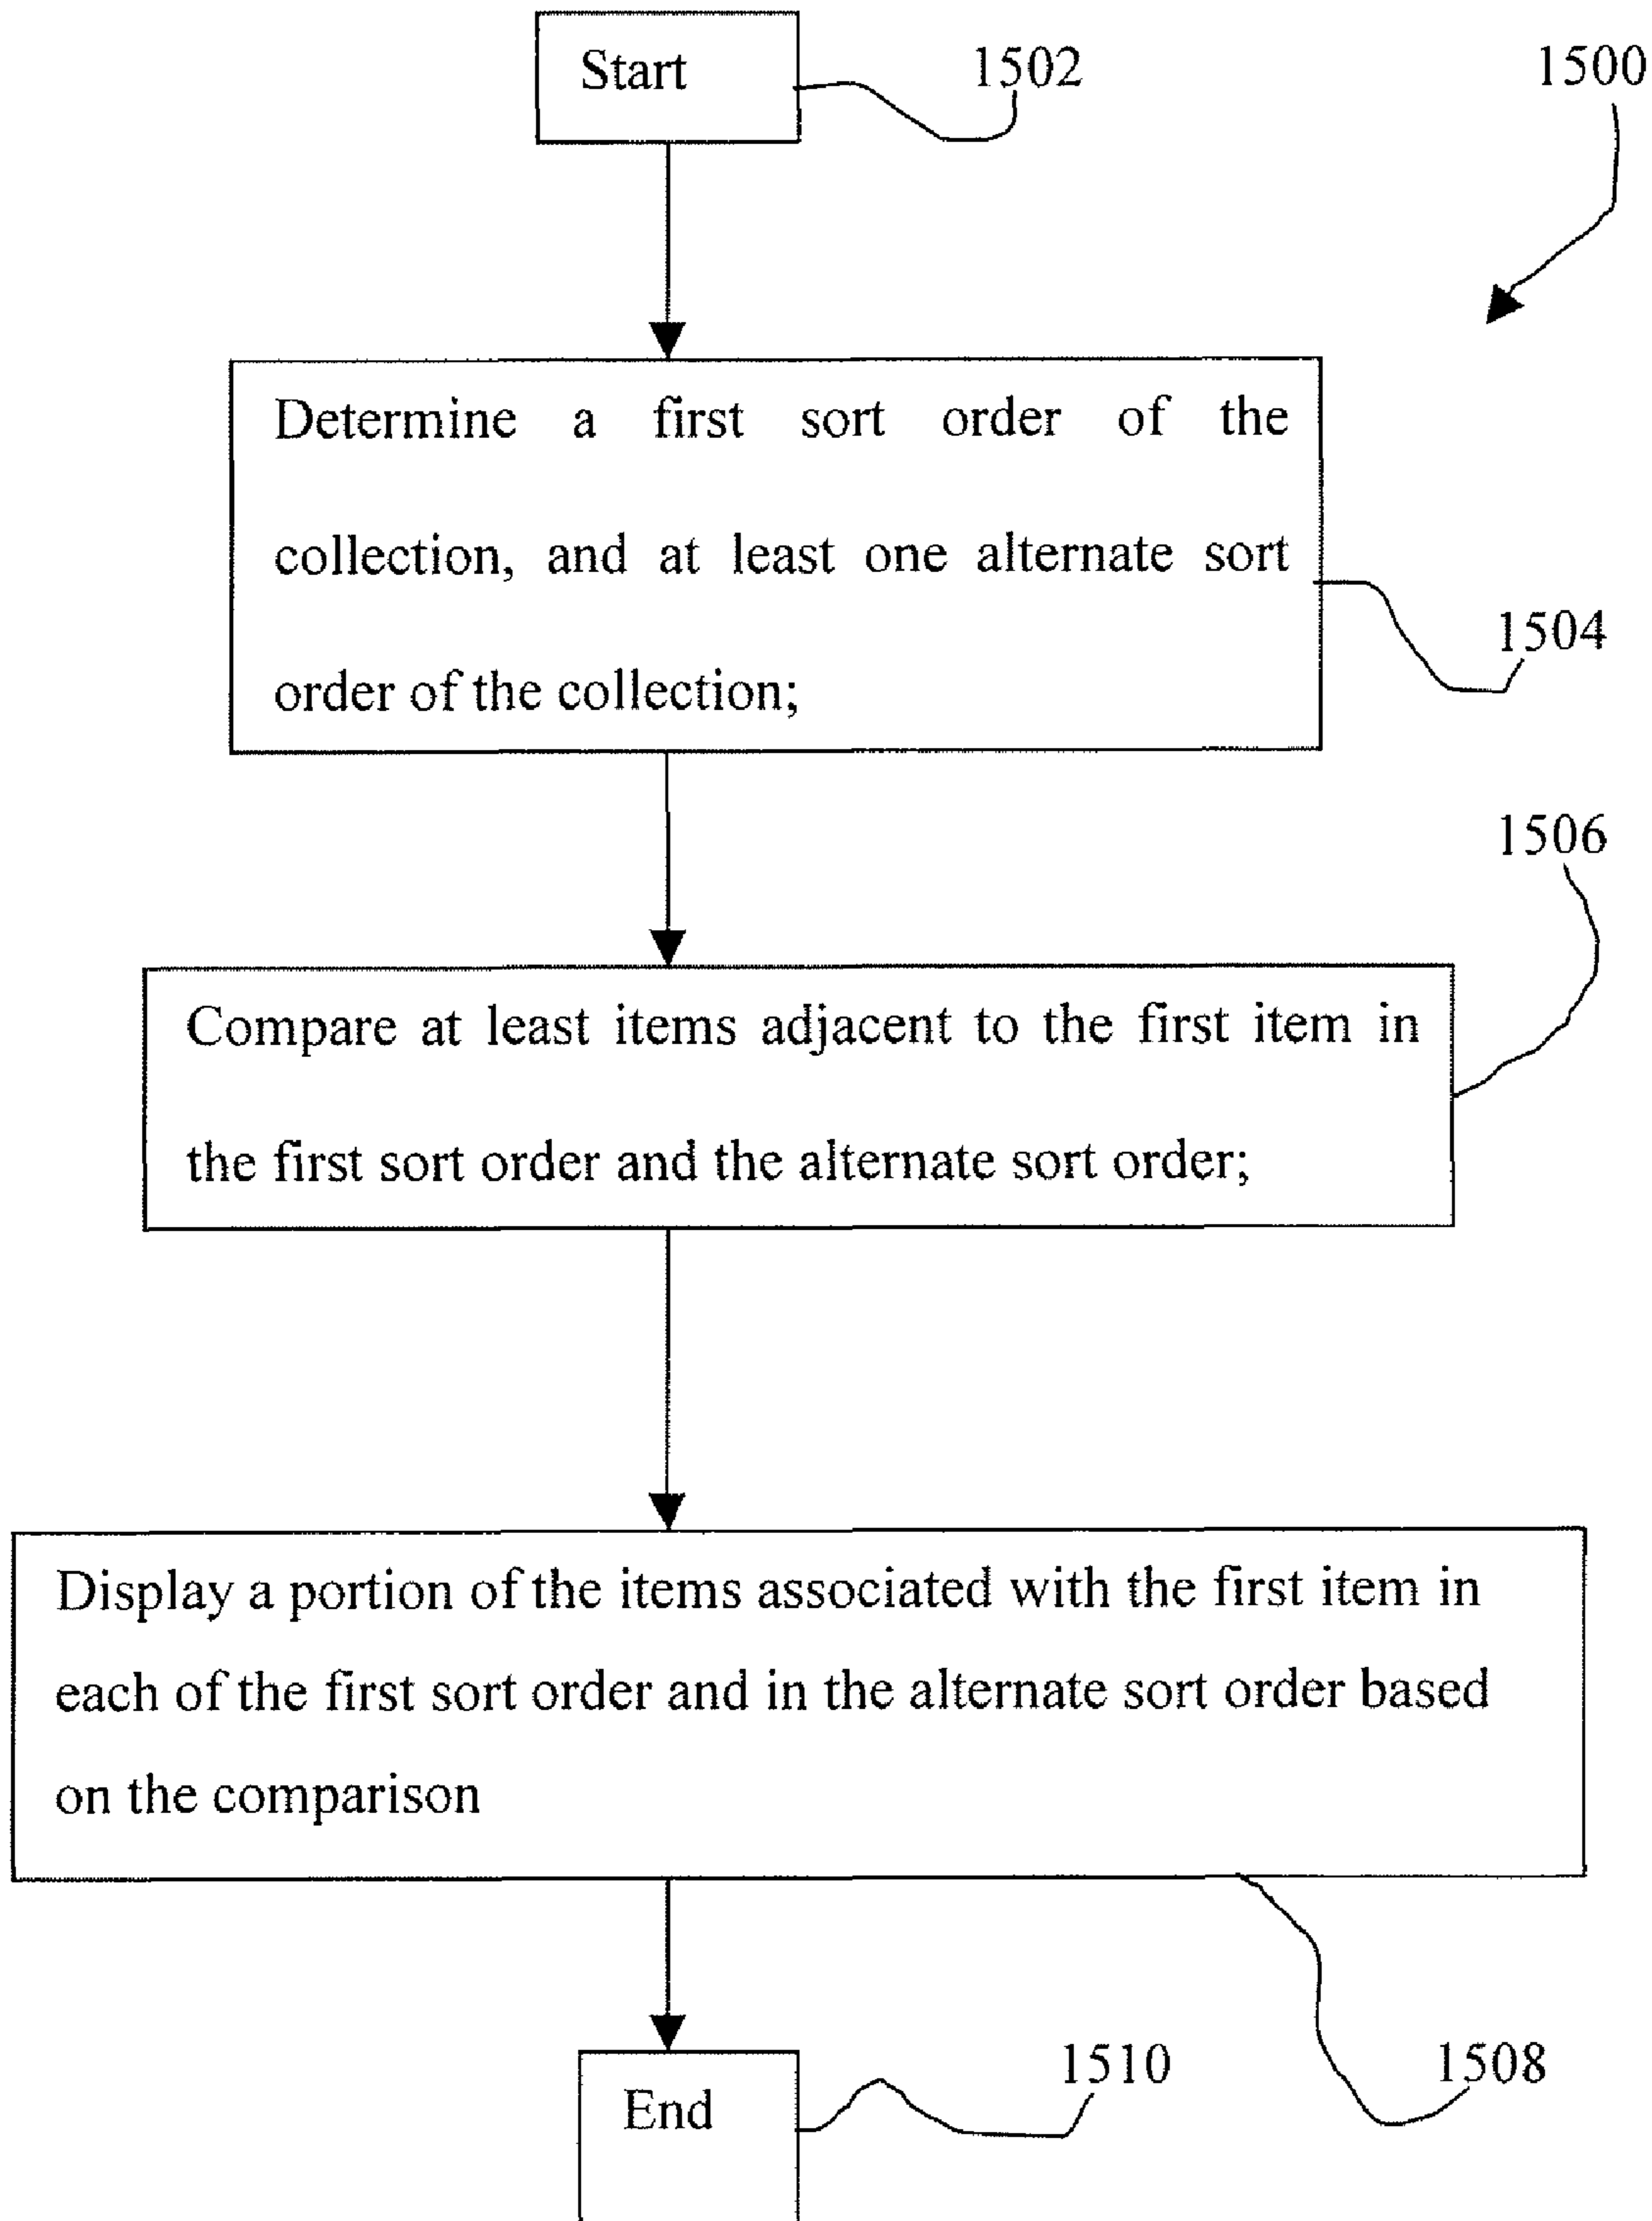 Start
1502
1500
Determine a first sort order of the
collection, and at least one alternate sort
order of the collection;
1504
1506
Compare at least items adjacent to the first item in
the first sort order and the alternate sort order;
Display a portion of the items associated with the first item in
each of the first sort order and in the alternate sort order based
on the comparison
1510
1508
End